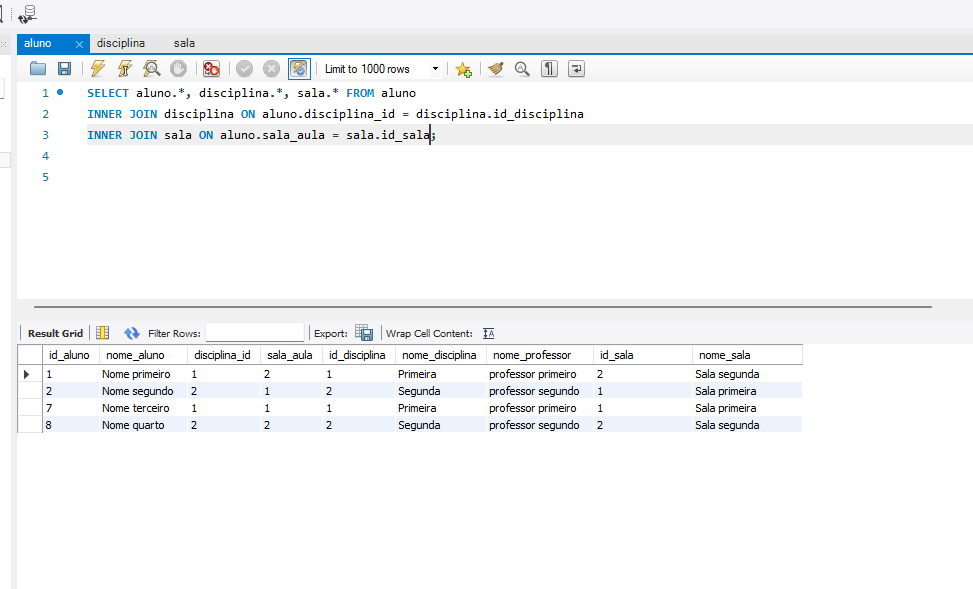 aluno disciplina sala
Limit to 1000 rows
1 SELECT aluno.*, disciplina.*, sala.* FROM aluno
2 INNER JOIN disciplina ON aluno.disciplina_id = disciplina.id_disciplina
3 INNER JOIN sala ON aluno.sala_aula = sala.id_sala;
4
5
Result Grid Filter Rows: Export: Wrap Cell Content:
id_aluno nome_aluno disciplina_id sala_aula id_disciplina nome_disciplina nome_professor id_sala nome_sala
1 Nome primeiro 1 2 1 Primeira professor primeiro 2 Sala segunda
2 Nome segundo 2 1 2 Segunda professor segundo 1 Sala primeira
7 Nome terceiro 1 1 1 Primeira professor primeiro 1 Sala primeira
8 Nome quarto 2 2 2 Segunda professor segundo 2 Sala segunda